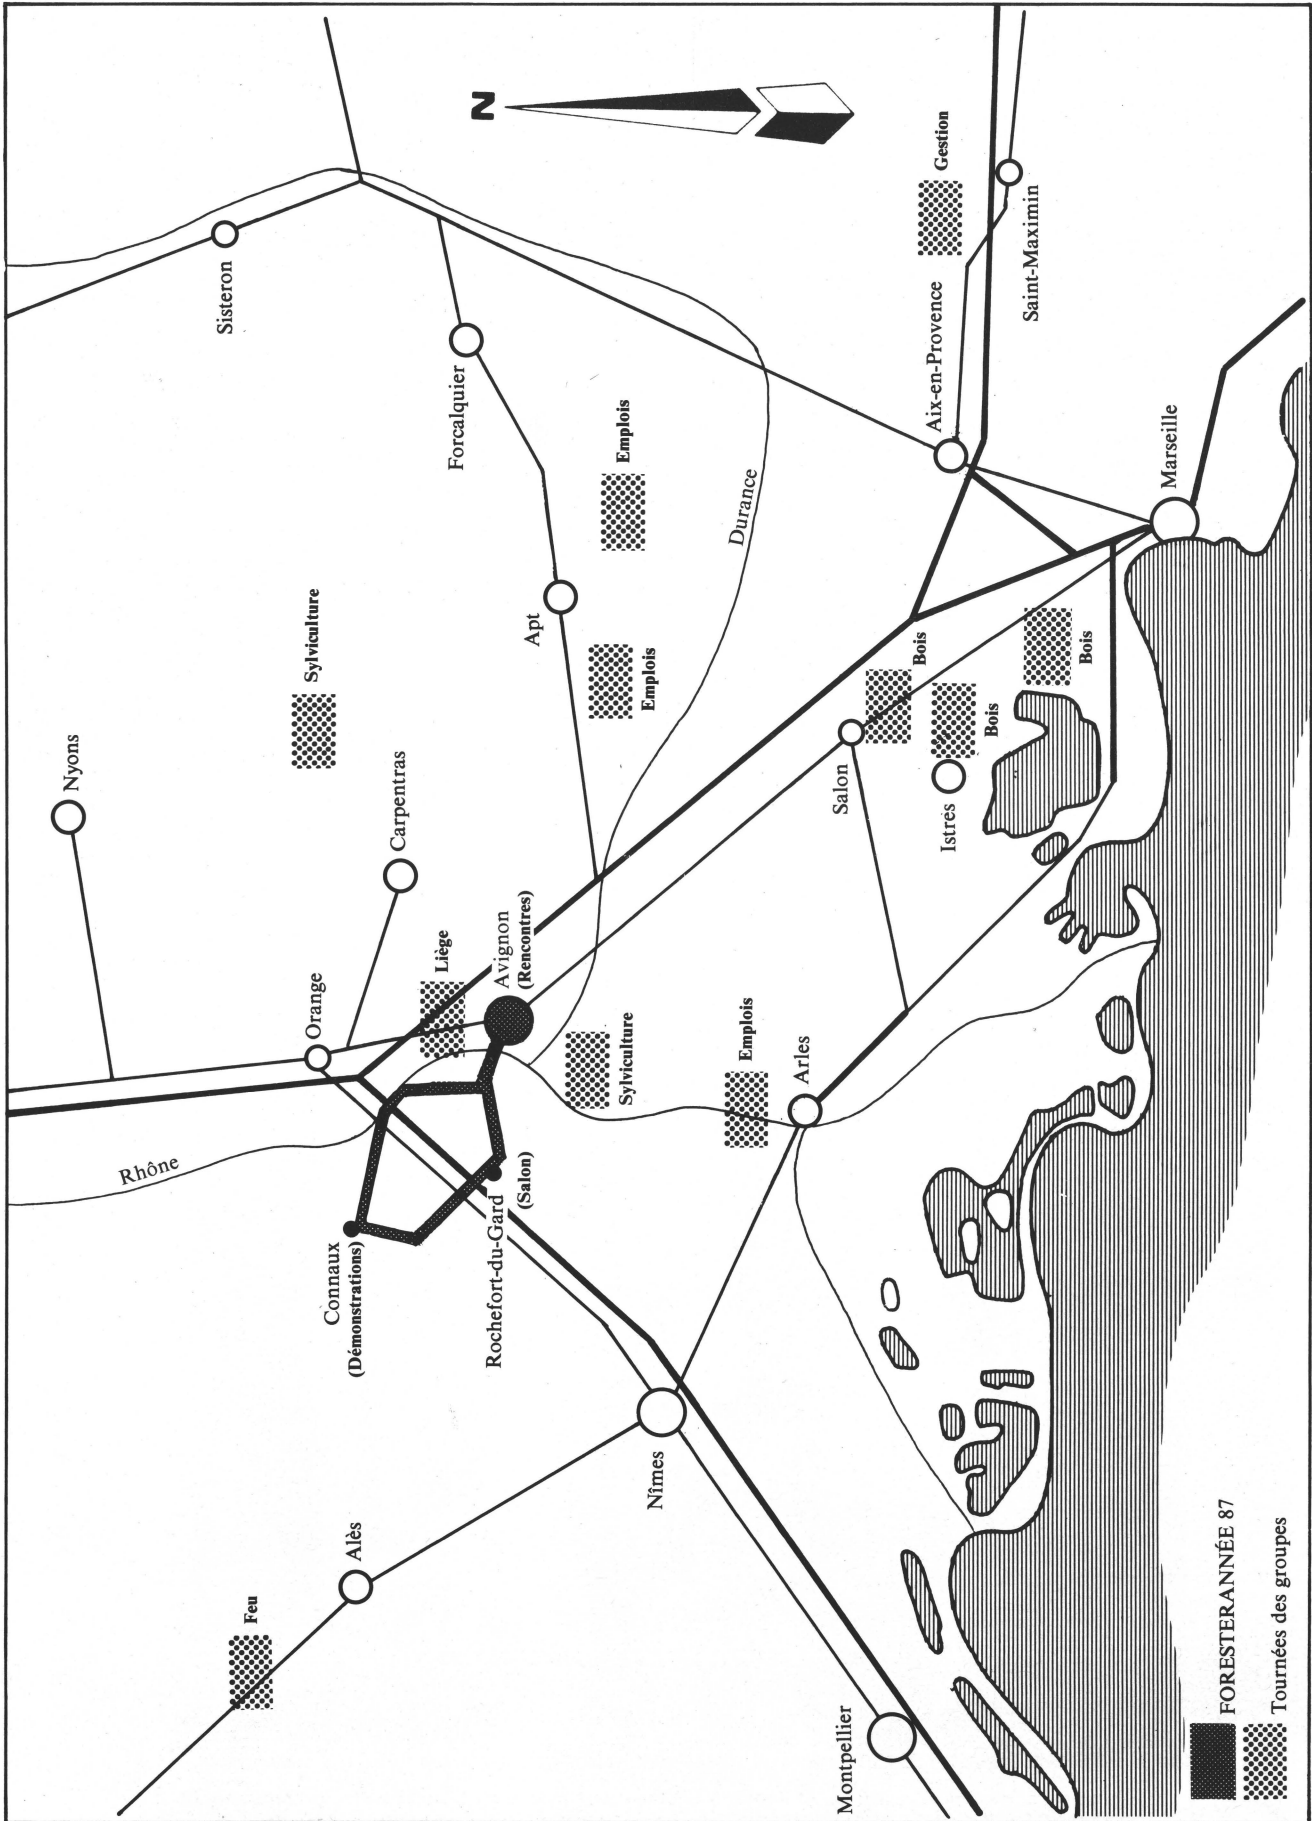 N
Gestion
Sisteron
Saint-Maximin
Aix-en-Provence
Forcalquier
Emplois
Marseille
Durance
Sylviculture
Apt
Emplois
Bois
Bois
Bois
Nyons
Carpentras
Salon
Istrés
Liège
Avignon
(Rencontres)
Orange
Sylviculture
Emplois
Arles
Rhône
Connaux
(Démonstrations)
Rochefort-du-Gard
(Salon)
Nîmes
Alès
Feu
Montpellier
FORESTERANNÉE 87
Tournées des groupes